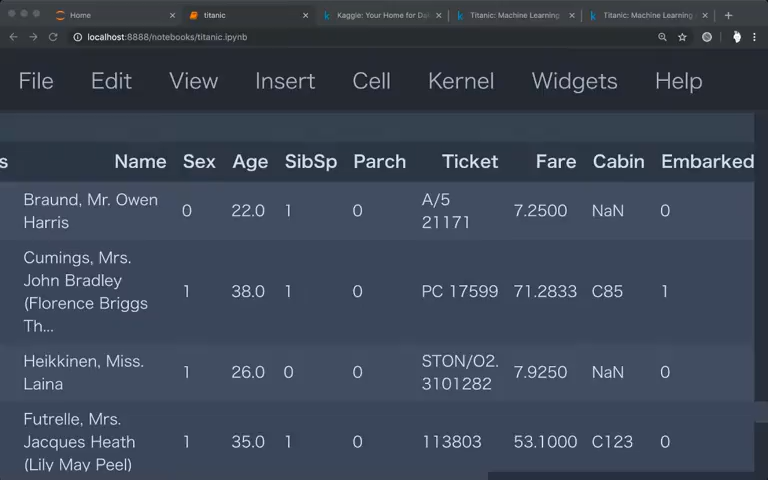 Home
titanic
Kaggle: Your Home for Dat
Titanic: Machine Learning
Titanic: Machine Learning
localhost:8888/notebooks/titanic.ipynb
File Edit View Insert Cell Kernel Widgets Help
s Name Sex Age SibSp Parch Ticket Fare Cabin Embarked
Braund, Mr. Owen
Harris
0 22.0 1 0
A/5
21171
7.2500 NaN 0
Cumings, Mrs.
John Bradley
(Florence Briggs
Th...
1 38.0 1 0 PC 17599 71.2833 C85 1
Heikkinen, Miss.
Laina
1 26.0 0 0
STON/O2.
3101282
7.9250 NaN 0
Futrelle, Mrs.
Jacques Heath
(Lily May Peel)
1 35.0 1 0 113803 53.1000 C123 0